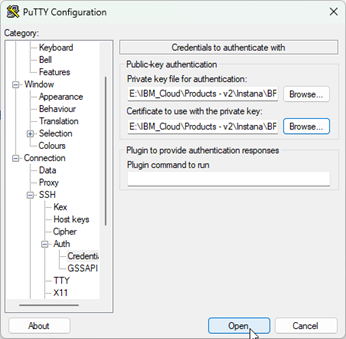 PuTTY Configuration
Category:
Keyboard
Bell
Features
Window
Appearance
Behaviour
Translation
Selection
Colours
Connection
Data
Proxy
SSH
Kex
Host keys
Cipher
Auth
Credenti
GSSAPI
TTY
X11
Credentials to authenticate with
Public-key authentication
Private key file for authentication:
E:\IBM_Cloud\Products - v2\Instana\BF
Browse...
Certificate to use with the private key:
E:\IBM_Cloud\Products - v2\Instana\BF
Browse...
Plugin to provide authentication responses
Plugin command to run
About
Open
Cancel